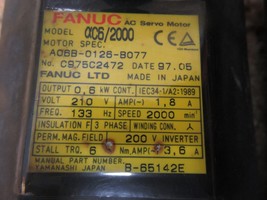 FANUC AC Servo Motor
MODEL αC6/2000
MOTOR SPEC.
A06B-0126-B077
No. C975C2472 DATE 97.05
FANUC LTD MADE IN JAPAN
OUTPUT 0,6 kW CONT. IEC34-1/A2:1989
VOLT 210 V AMP(~) 1,8 A
FREQ. 133 Hz SPEED 2000 min
INSULATION F 3 PHASE WINDING CONN.
PERM. MAG. FIELD 200 V INVERTER
STALL TRQ. 6 Nm, AMP(~) 3,5 A
MANUAL PART NUMBER
YAMANASHI JAPAN B-65142E